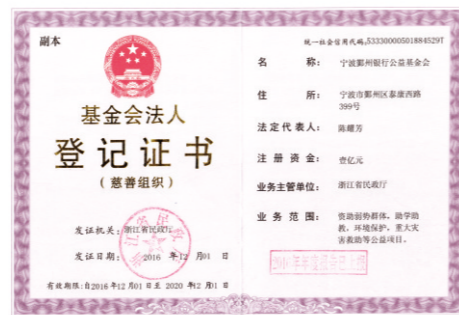 副本
基金会法人
登记证书
（慈善组织）
发证机关：浙江省民政厅
发证日期： 2016 年12 月01 日
有效期限：自2016 年12 月01 日至 2020 年12 月01 日
统一社会信用代码：53330000501884529T
名 称： 宁波鄞州银行公益基金会
住 所： 宁波市鄞州区泰康西路
399号
法定代表人： 陈耀芳
注册资金： 壹亿元
业务主管单位： 浙江省民政厅
业务范围： 资助弱势群体，助学助
教，环境保护，重大灾
害救助等公益项目。